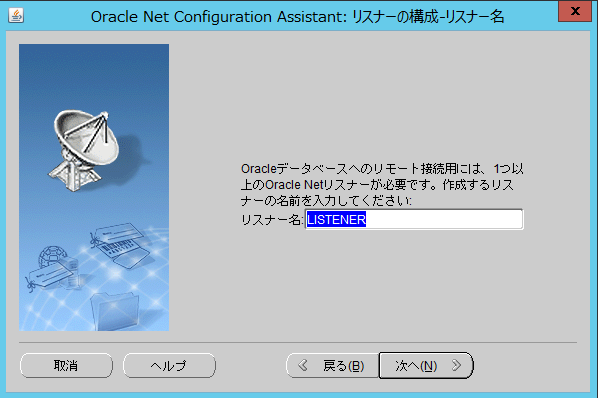 Oracle Net Configuration Assistant: リスナーの構成-リスナー名
x
Oracleデータベースへのリモート接続用には、1つ以
上のOracle Netリスナーが必要です。作成するリス
ナーの名前を入力してください:
リスナー名: LISTENER
取消 ヘルプ 戻る(B) 次へ(N)